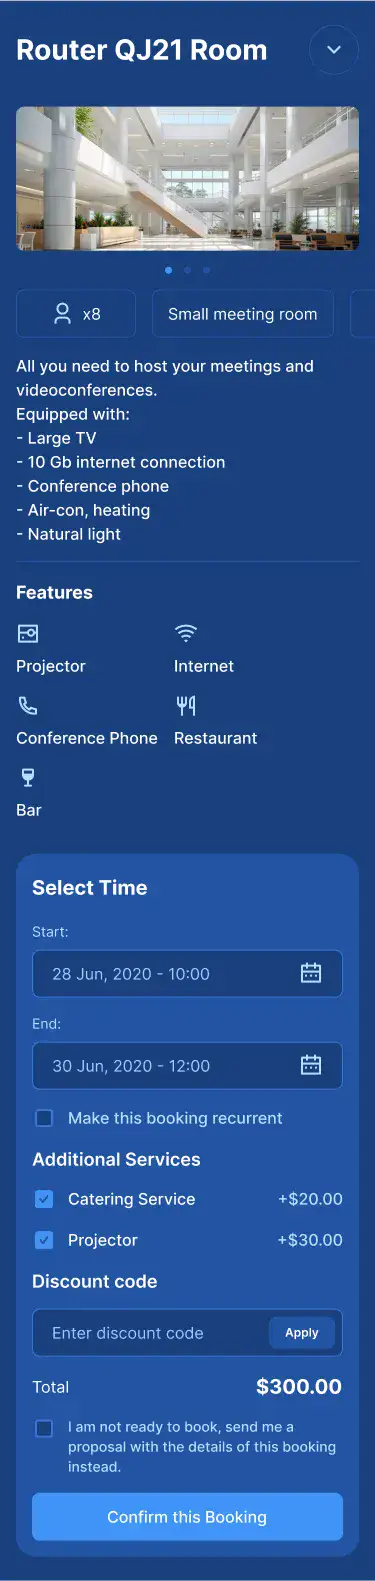 Router QJ21 Room
x8
Small meeting room
All you need to host your meetings and
videoconferences.
Equipped with:
- Large TV
- 10 Gb internet connection
- Conference phone
- Air-con, heating
- Natural light
Features
Projector
Internet
Conference Phone
Restaurant
Bar
Select Time
Start:
28 Jun, 2020 - 10:00
End:
30 Jun, 2020 - 12:00
Make this booking recurrent
Additional Services
Catering Service +$20.00
Projector +$30.00
Discount code
Enter discount code Apply
Total $300.00
I am not ready to book, send me a
proposal with the details of this booking
instead.
Confirm this Booking